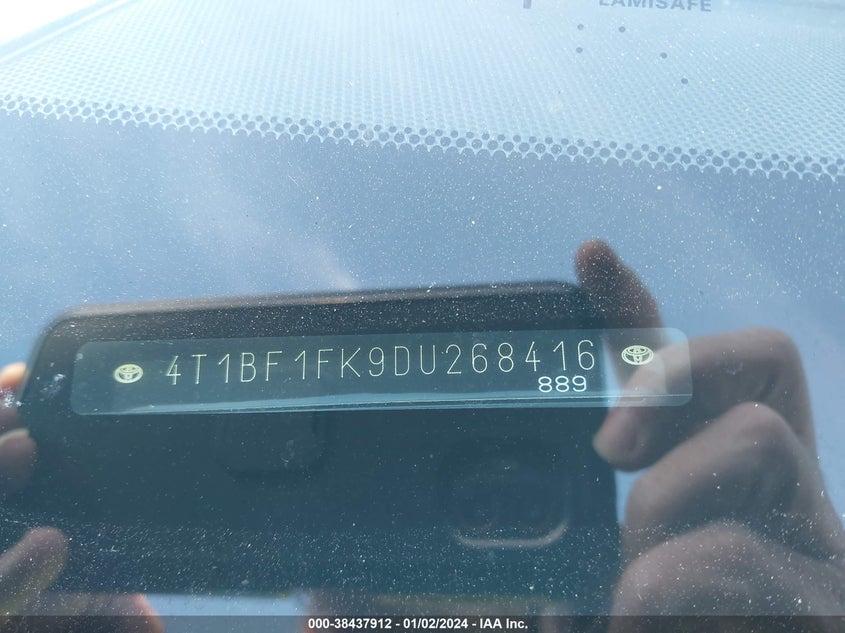 LAMISAFE
4T1BF1FK9DU268416
889
000-38437912 - 01/02/2024 - IAA Inc.